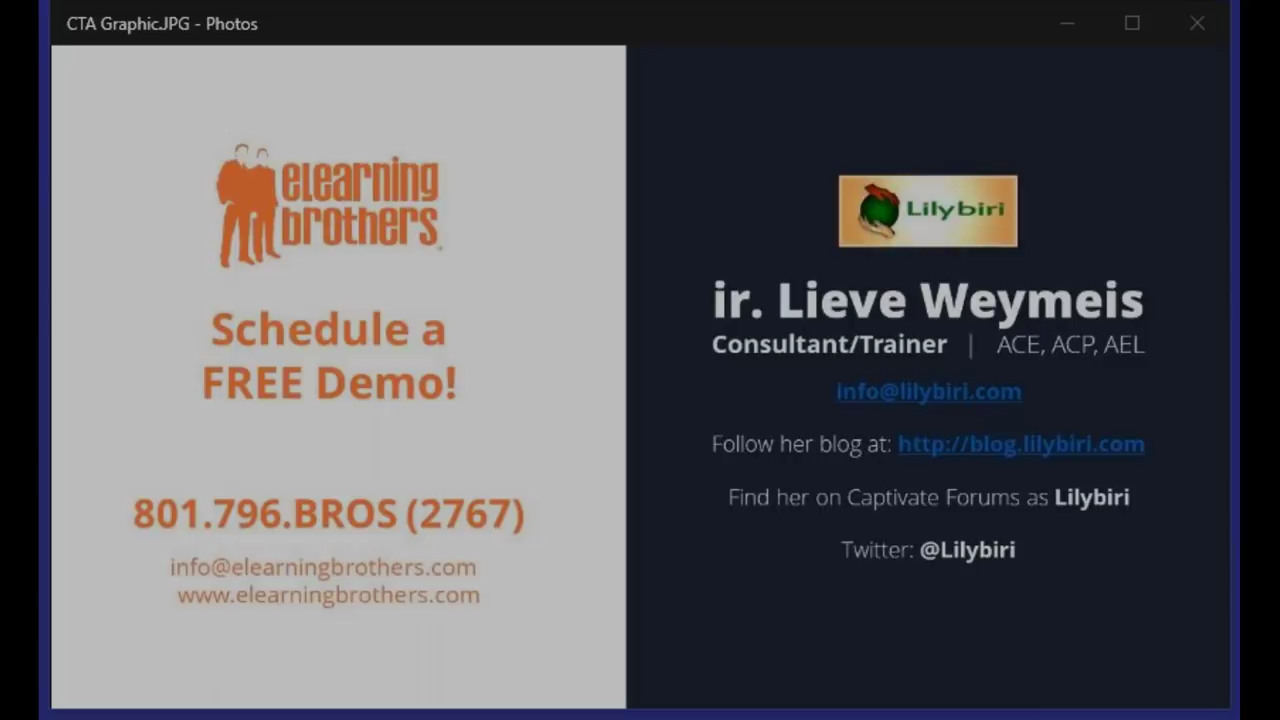 CTA Graphic.JPG - Photos
elearning
brothers
Schedule a
FREE Demo!
801.796.BROS (2767)
info@elearningbrothers.com
www.elearningbrothers.com
Lilybiri
ir. Lieve Weymeis
Consultant/Trainer | ACE, ACP, AEL
info@lilybiri.com
Follow her blog at: http://blog.lilybiri.com
Find her on Captivate Forums as Lilybiri
Twitter: @Lilybiri